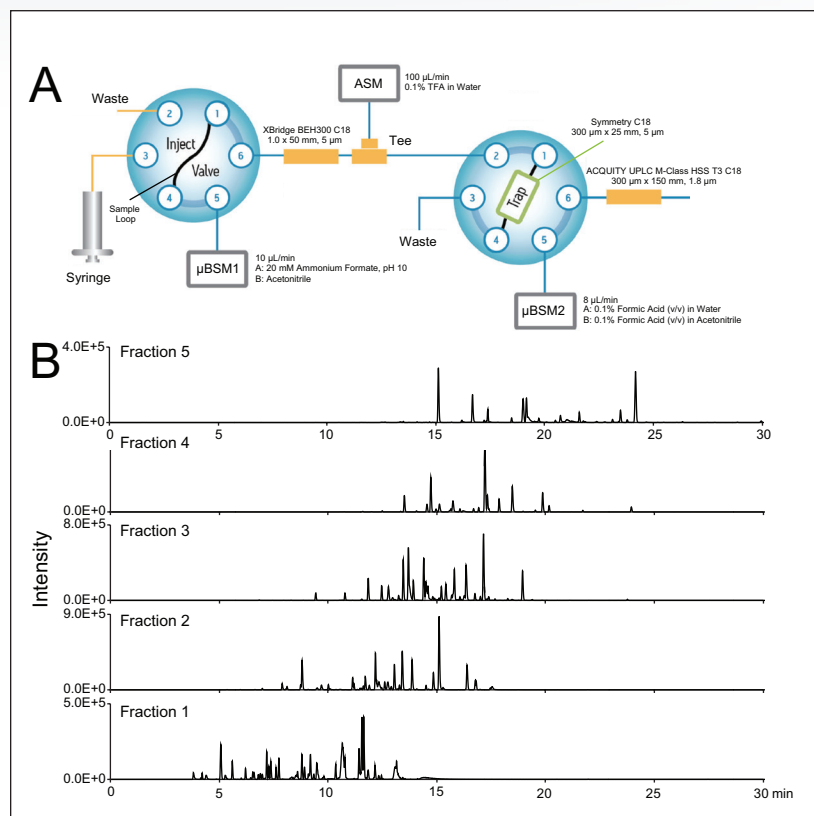 A
ASM
100 µL/min
0.1% TFA in Water
Waste
2
1
XBridge BEH300 C18
1.0 x 50 mm, 5 µm
Tee
Symmetry C18
300 µm x 25 mm, 5 µm
Inject
Valve
3
6
2
1
ACQUITY UPLC M-Class HSS T3 C18
300 µm x 150 mm, 1.8 µm
4
5
Sample
Loop
3
Trap
6
Waste
4
5
Syringe
µBSM1
10 µL/min
A: 20 mM Ammonium Formate, pH 10
B: Acetonitrile
µBSM2
8 µL/min
A: 0.1% Formic Acid (v/v) in Water
B: 0.1% Formic Acid (v/v) in Acetonitrile
B
4.0E+5
Fraction 5
0.0E+0
0 5 10 15 20 25 30
Fraction 4
0.0E+0
8.0E+5
Fraction 3
0.0E+0
9.0E+5
Fraction 2
0.0E+0
5.0E+5
Fraction 1
0.0E+0
0 5 10 15 20 25 30 min
Intensity